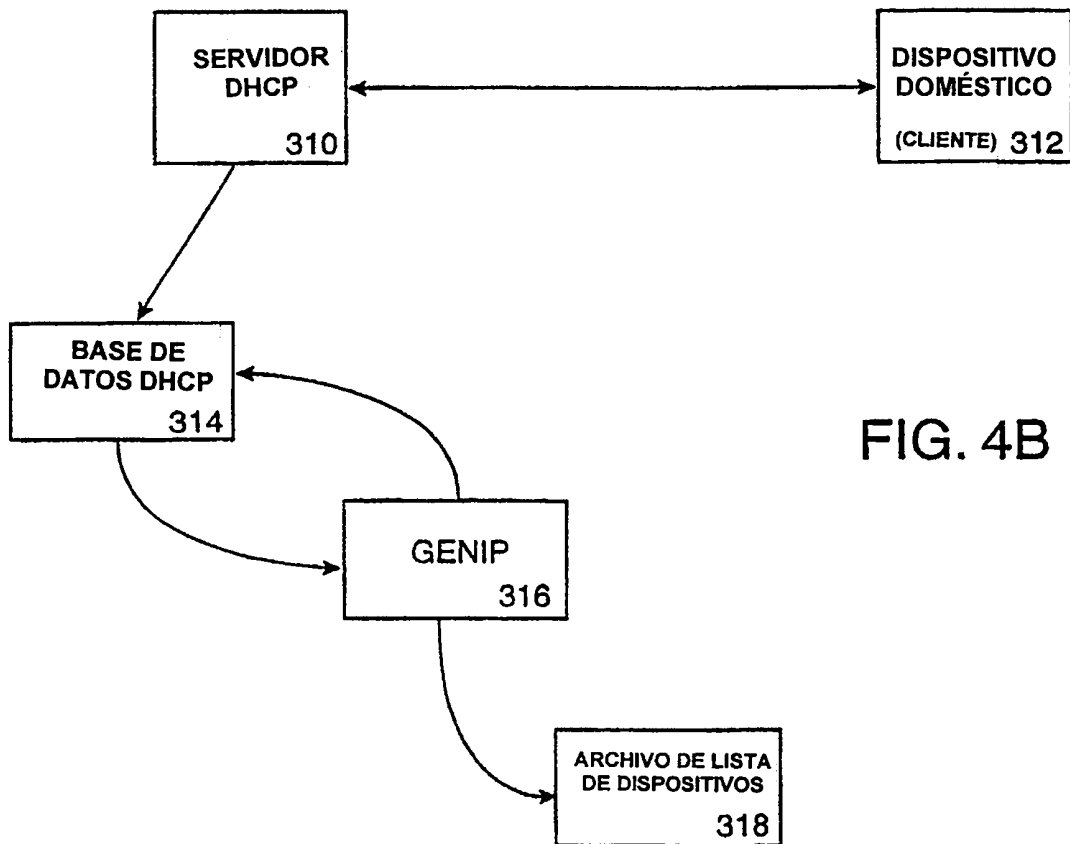 SERVIDOR
DHCP
310
DISPOSITIVO
DOMÉSTICO
(CLIENTE) 312
BASE DE
DATOS DHCP
314
FIG. 4B
GENIP
316
ARCHIVO DE LISTA
DE DISPOSITIVOS
318